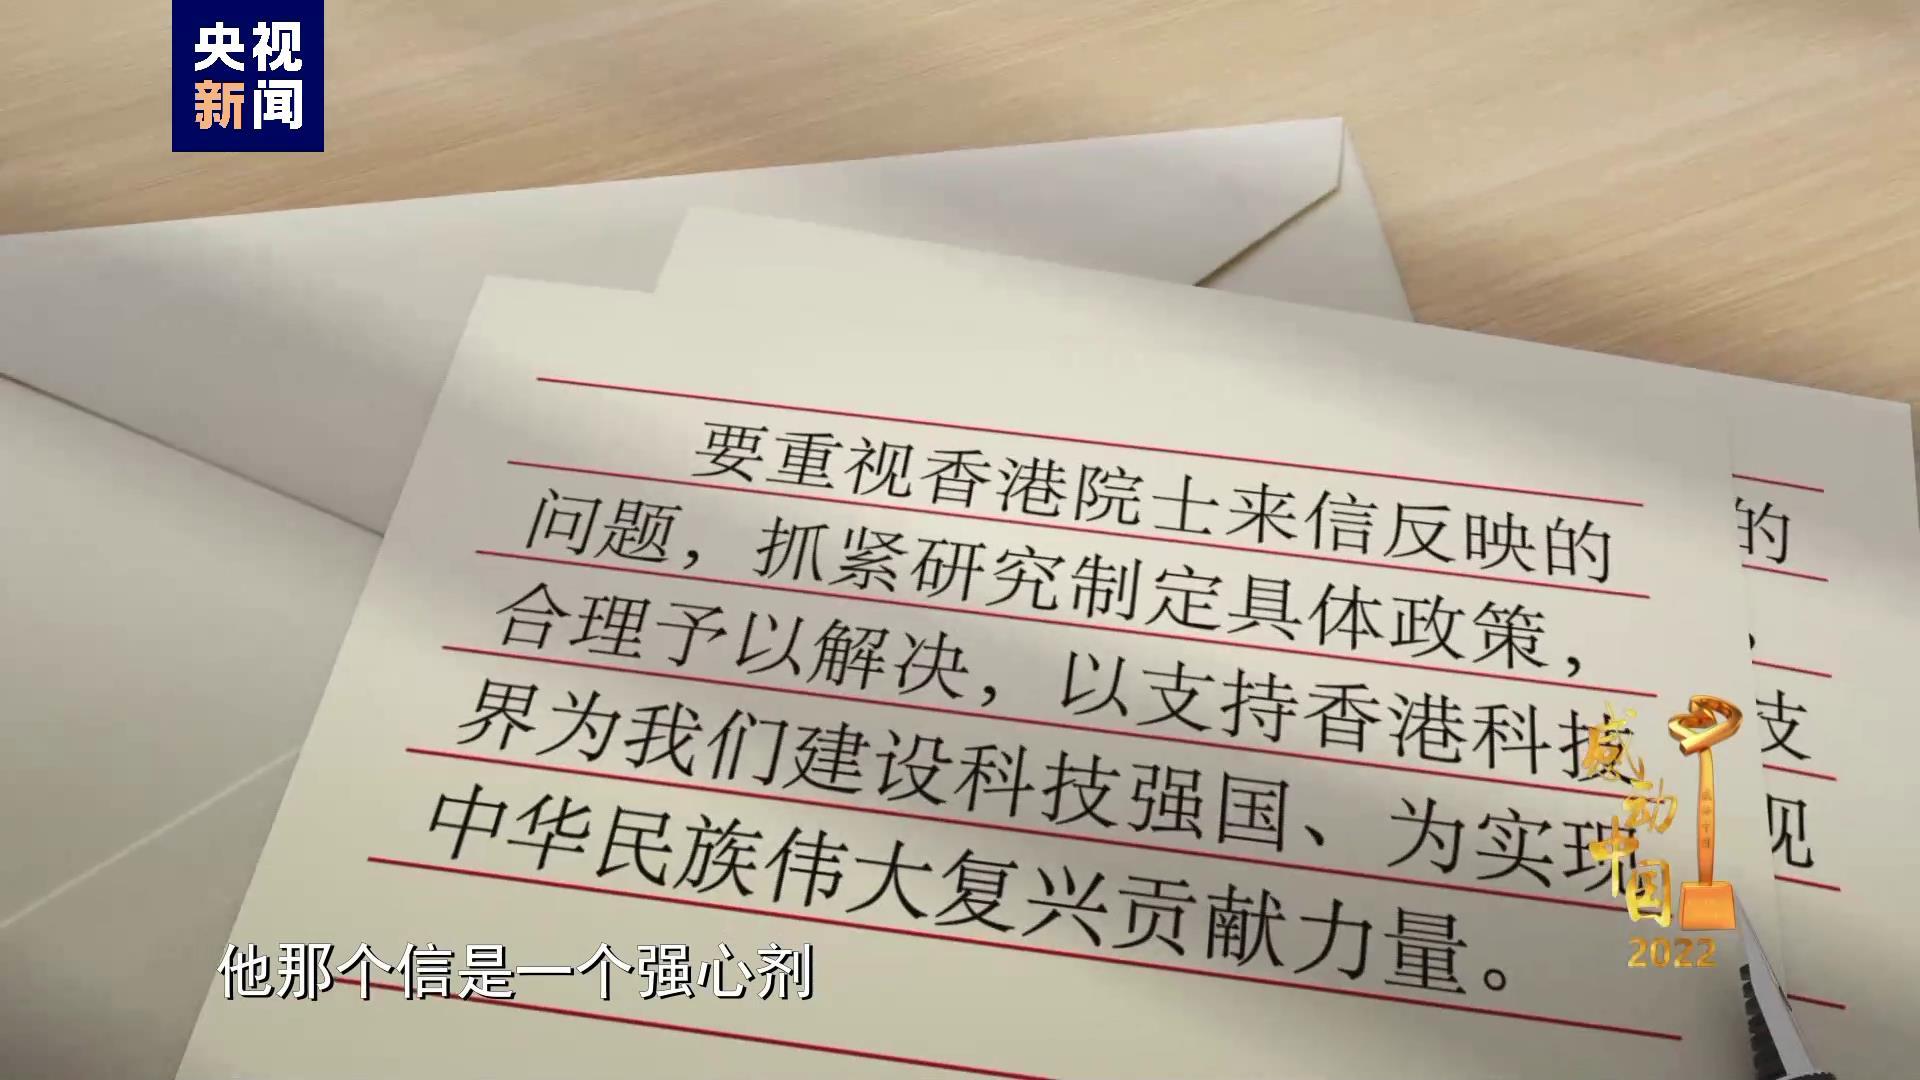 央视
新闻
要重视香港院士来信反映的
问题，抓紧研究制定具体政策，
合理予以解决，以支持香港科技
界为我们建设科技强国、为实现
中华民族伟大复兴贡献力量。
的
，
技
现
感动中国
2022
他那个信是一个强心剂